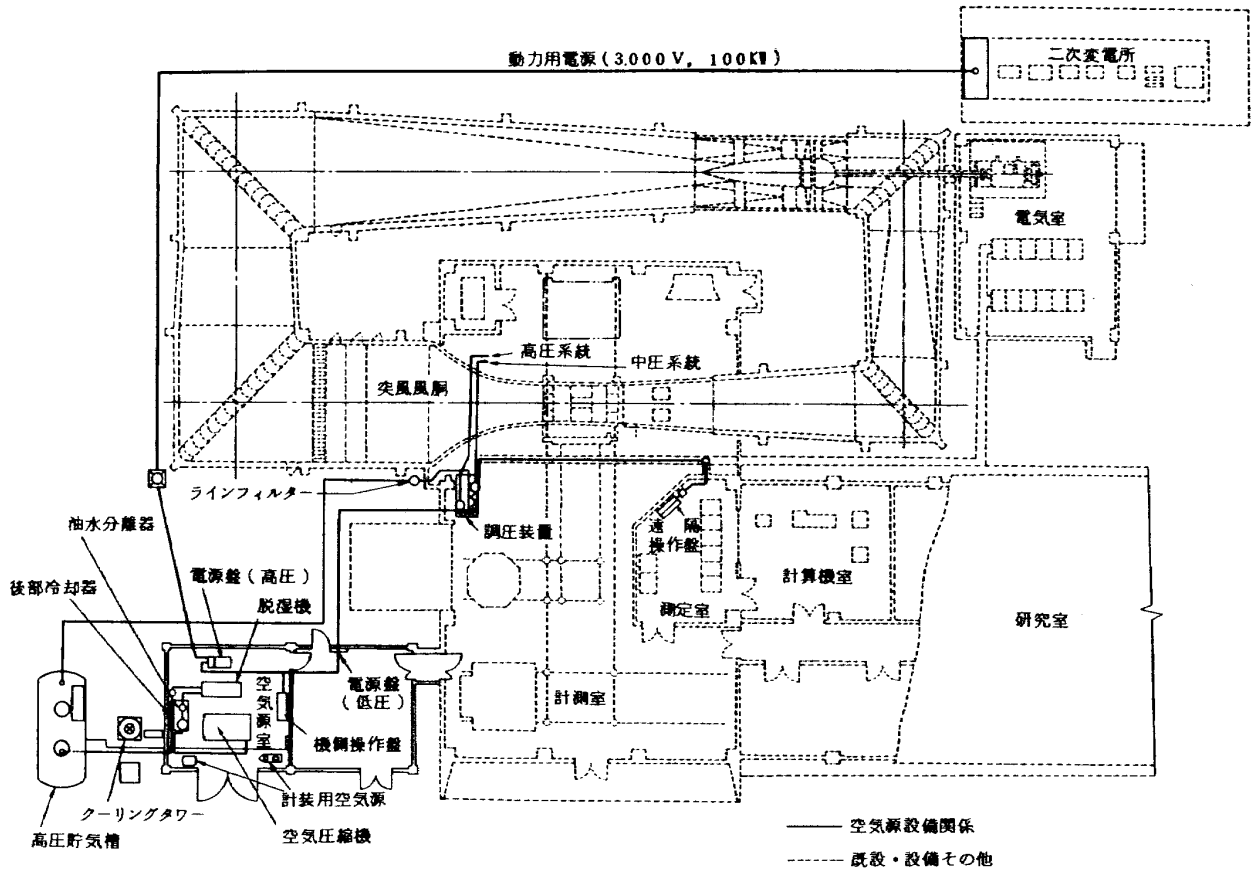 動力用電源(3.000V, 100KW)
二次変電所
電気室
高圧系統
中圧系統
突風風胴
ラインフィルター
調圧装置
遠隔
操作盤
油水分離器
電源盤(高圧)
後部冷却器
脱湿機
計算機室
測定室
研究室
空気源室
電源盤
(低圧)
計測室
機側操作盤
計装用空気源
クーリングタワー
高圧貯気槽
空気圧縮機
空気源設備関係
既設・設備その他